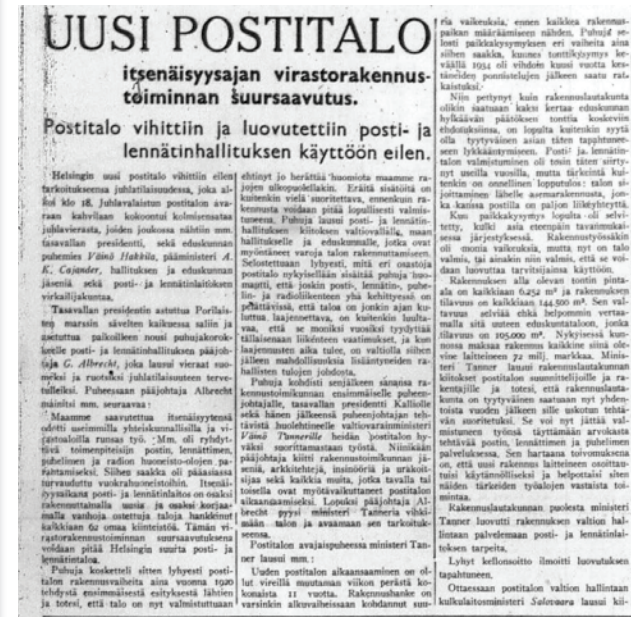 UUSI POSTITALO
itsenäisyysajan virastorakennus-
toiminnan suursaavutus.
Postitalo vihittiin ja luovutettiin posti- ja
lennätinhallituksen käyttöön eilen.
Helsingin uusi postitalo vihittiin eilen
tarkoitukseensa juhlatilaisuudessa, joka al-
koi klo 18. Juhlavalaistun postitalon ava-
raan kahvilaan kokoontui kolmisensataa
juhlavierasta, joiden joukossa nähtiin mm.
tasavallan presidentti, sekä eduskunnan
puhemies Väinö Hakkila, pääministeri A.
K. Cajander, hallituksen ja eduskunnan
jäseniä sekä posti- ja lennätinlaitoksen
virkailijakuntaa.
Tasavallan presidentin astuttua Porilais-
ten marssin sävelten kaikuessa saliin ja
asetuttua paikoilleen nousi puhujakorok-
keelle posti- ja lennätinhallituksen pääjoh-
taja G. Albrecht, joka lausui vieraat suo-
meksi ja ruotsiksi juhlatilaisuuteen terve-
tulleiksi. Puheessaan pääjohtaja Albrecht
mainitsi mm. seuraavaa:
Maamme saavutettua itsenäisyytensä
odotti useimmilla yhteiskunnallisilla ja vi-
rastoaloilla runsas työ. Mm. oli ryhdyt-
tävä toimenpiteisiin postin, lennättimen,
puhelimen ja radion huoneisto-olojen pa-
rantamiseksi. Siihen saakka oli pääasiassa
turvauduttu vuokrahuoneistoihin. Itsenäi-
syysaikana posti- ja lennätinlaitos on osaksi
rakennuttamalla uusia ja osaksi korjaa-
malla vanhoja ostettuja taloja hankkinut
kaikkiaan 62 omaa kiinteistöä. Tämän vi-
rastorakennustoiminnan suursaavutuksena
voidaan pitää Helsingin suurta posti- ja
lennätintaloa.
Puhuja kosketteli sitten lyhyesti posti-
talon rakennusvaiheita aina vuonna 1920
tehdystä ensimmäisestä esityksestä lähtien
ja totesi, että talo on nyt valmistuttuaan
ehtinyt jo herättää huomiota maamme ra-
jojen ulkopuolellakin. Eräitä sisätöitä on
kuitenkin vielä suoritettava, ennenkuin ra-
kennusta voidaan pitää lopullisesti valmis-
tuneena. Puhuja lausui posti- ja lennätin-
hallituksen kiitoksen valtiovallalle, maan
hallitukselle ja eduskunnalle, jotka ovat
myöntäneet varoja talon rakennuttamiseen.
Selostettuaan lyhyesti, mitä eri osastoja
postitalo nykyisellään sisältää puhuja huo-
mautti, että joskin postin-, lennätin-, puhe-
lin- ja radioliikenteen yhä kehittyessä on
pelättävissä, että taloa on jonkin ajan ku-
luttua laajennettava, on kuitenkin luulta-
vaa, että se moniksi vuosiksi tyydyttää
tällaisenaan liikenteen vaatimukset, ja kun
laajennusten aika tulee, on valtiolla siihen
jälleen mahdollisuuksia lisääntyneiden ra-
hallisten tulojen johdosta.
Puhuja kohdisti senjälkeen sanansa ra-
kennustoimikunnan ensimmäiselle puheen-
johtajalle, tasavallan presidentti Kalliolle
sekä hänen jälkeensä puheenjohtajan teh-
tävistä huolehtineelle valtiovarainministeri
Väinö Tannerille heidän postitalon hy-
väksi suorittamastaan työstä. Niinikään
pääjohtaja kiitti rakennustoimikunnan jä-
seniä, arkkitehtejä, insinöörejä ja urakoit-
sijaa sekä kaikkia muita, jotka tavalla tai
toisella ovat myötävaikuttaneet postitalon
aikaansaamiseksi. Lopuksi pääjohtaja Al-
brecht pyysi ministeri Tanneria vihki-
mään talon ja avaamaan sen tarkoituk-
seensa.
Postitalon avajaispuheessa ministeri Tan-
ner lausui mm.:
Uuden postitalon aikaansaaminen on ol-
lut vireillä muutaman viikon perästä ko-
konaista 11 vuotta. Rakennushanke on
varsinkin alkuvaiheissaan kohdannut suu-
ria vaikeuksia, ennen kaikkea rakennus-
paikan määräämiseen nähden. Puhuja se-
losti paikkakysymyksen eri vaiheita aina
siihen saakka, kunnes tonttikysymys ke-
väällä 1934 oli vihdoin kuusi vuotta kes-
täneiden ponnistelujen jälkeen saatu rat-
kaistuksi.
Niin pettynyt kuin rakennuslautakunta
olikin saatuaan kaksi kertaa eduskunnan
hylkäävän päätöksen tonttia koskeviin
ehdotuksiinsa, on lopulta kuitenkin syytä
olla tyytyväinen asian täten tapahtunee-
seen lykkääntymiseen. Posti- ja lennätin-
talon valmistuminen oli tosin täten siirty-
nyt useilla vuosilla, mutta tärkeintä kui-
tenkin on onnellinen lopputulos: talon si-
joittaminen lähelle asemarakennusta, jon-
ka kanssa postilla on paljon liikeyhteyttä.
Kun paikkakysymys lopulta oli selvi-
tetty, kulki asia eteenpäin tavanmukai-
sessa järjestyksessä. Rakennustyössäkin
oli monia vaikeuksia, mutta nyt on talo
valmis, tai ainakin niin valmis, että se voi-
daan luovuttaa tarvitsijainsa käyttöön.
Rakennuksen alla olevan tontin pinta-
ala on kaikkiaan 6.252 m² ja rakennuksen
tilavuus on kaikkiaan 144.500 m³. Sen val-
tavuus selviää ehkä helpommin vertaa-
malla sitä uuteen eduskuntataloon, jonka
tilavuus on 105.000 m³. Nykyisessä kun-
nossa maksaa rakennus kaikkine siinä ole-
vine laitteineen 72 milj. markkaa. Minis-
teri Tanner lausui rakennuslautakunnan
kiitokset postitalon suunnittelijoille ja ra-
kentajille ja totesi, että rakennuslauta-
kunta on tyytyväinen saatuaan nyt yhden-
toista vuoden jälkeen sille uskotun tehtä-
vän suoritetuksi. Se voi nyt jättää val-
mistuneen työnsä täyttämään arvokasta
tehtävää postin, lennättimen ja puhelimen
palveluksessa. Sen hartaana toivomuksena
on, että uusi rakennus laitteineen osoittau-
tuisi käytännölliseksi ja helpottaisi siten
näiden tärkeiden työalojen vastaista toi-
mintaa.
Rakennuslautakunnan puolesta ministeri
Tanner luovutti rakennuksen valtion hal-
lintaan palvelemaan posti- ja lennätinlai-
toksen tarpeita.
Lyhyt kellonsoitto ilmoitti luovutuksen
tapahtuneen.
Ottaessaan postitalon valtion hallintaan
kulkulaitosministeri Salovaara lausui kii-